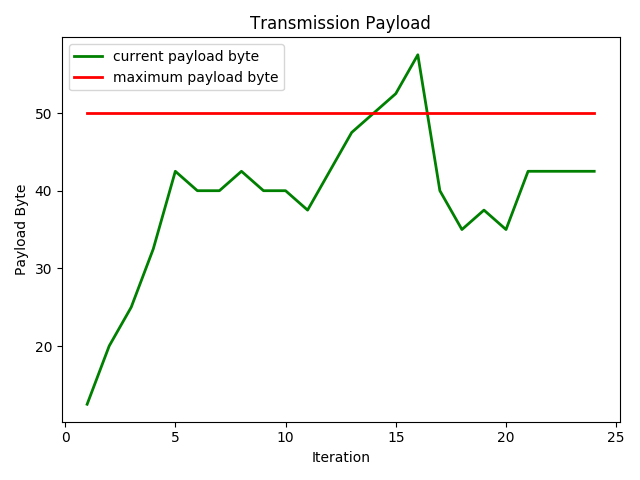 Transmission Payload
current payload byte
maximum payload byte
Payload Byte
50
40
30
20
0
5
10
15
20
25
Iteration